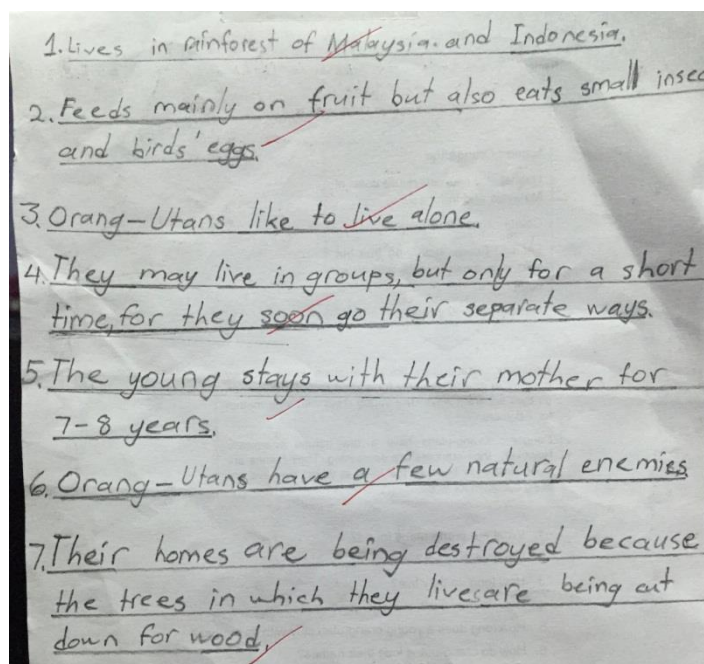 1. Lives in rainforest of Malaysia. and Indonesia.
2. Feeds mainly on fruit but also eats small insec
and birds' eggs.
3. Orang-Utans like to live alone.
4. They may live in groups, but only for a short
time, for they soon go their separate ways.
5. The young stays with their mother for
7-8 years.
6. Orang-Utans have a few natural enemies
7. Their homes are being destroyed because
the trees in which they lives are being cut
down for wood.